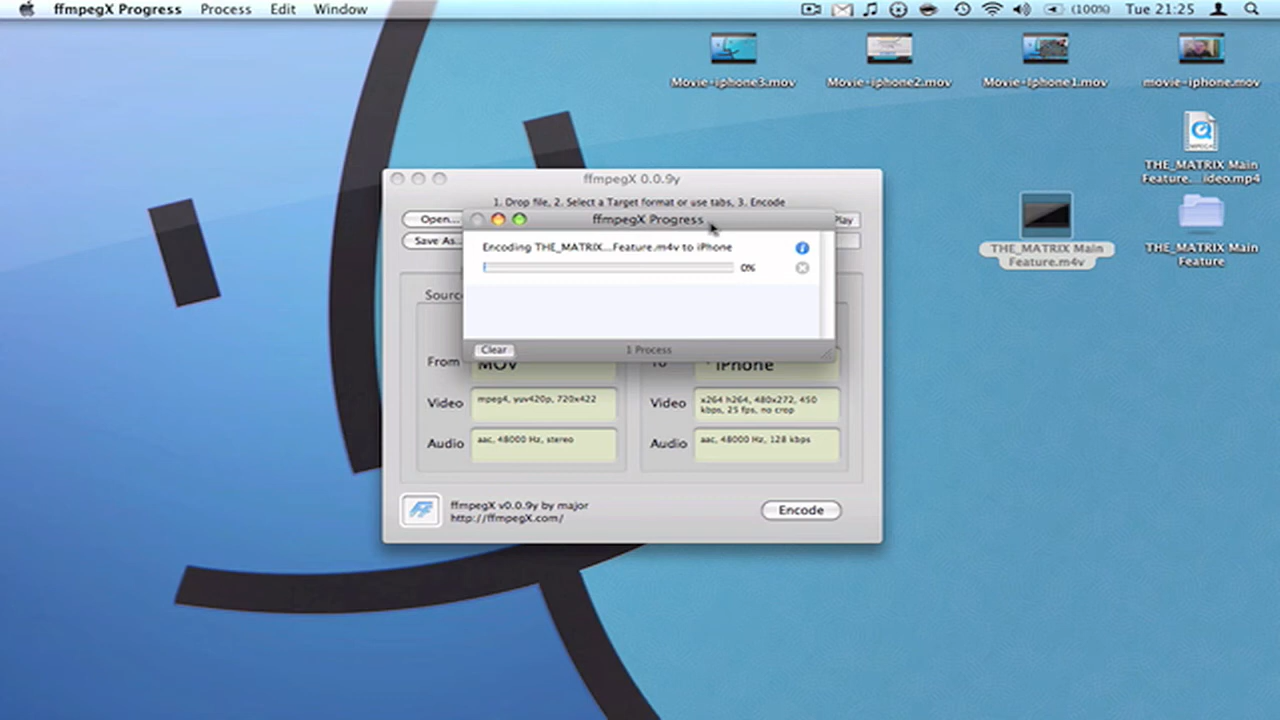 ffmpegX Progress Process Edit Window (100%) Tue 21:25
Movie-iphone3.mov Movie-iphone2.mov Movie-Iphone1.mov movie-iphone.mov
THE_MATRIX Main
Feature....ideo.mp4
THE_MATRIX Main
Feature.m4v
THE_MATRIX Main
Feature
ffmpegX 0.0.9y
1. Drop file, 2. Select a Target format or use tabs, 3. Encode
Open... Play
Save As...
ffmpegX Progress
Encoding THE_MATRIX...Feature.m4v to iPhone
0%
Clear 1 Process
From MOV To iPhone
Video mpeg4, yuv420p, 720x422
Video x264 h264, 480x272, 450
kbps, 25 fps, no crop
Audio aac, 48000 Hz, stereo
Audio aac, 48000 Hz, 128 kbps
ffmpegX v0.0.9y by major
http://ffmpegX.com/
Encode